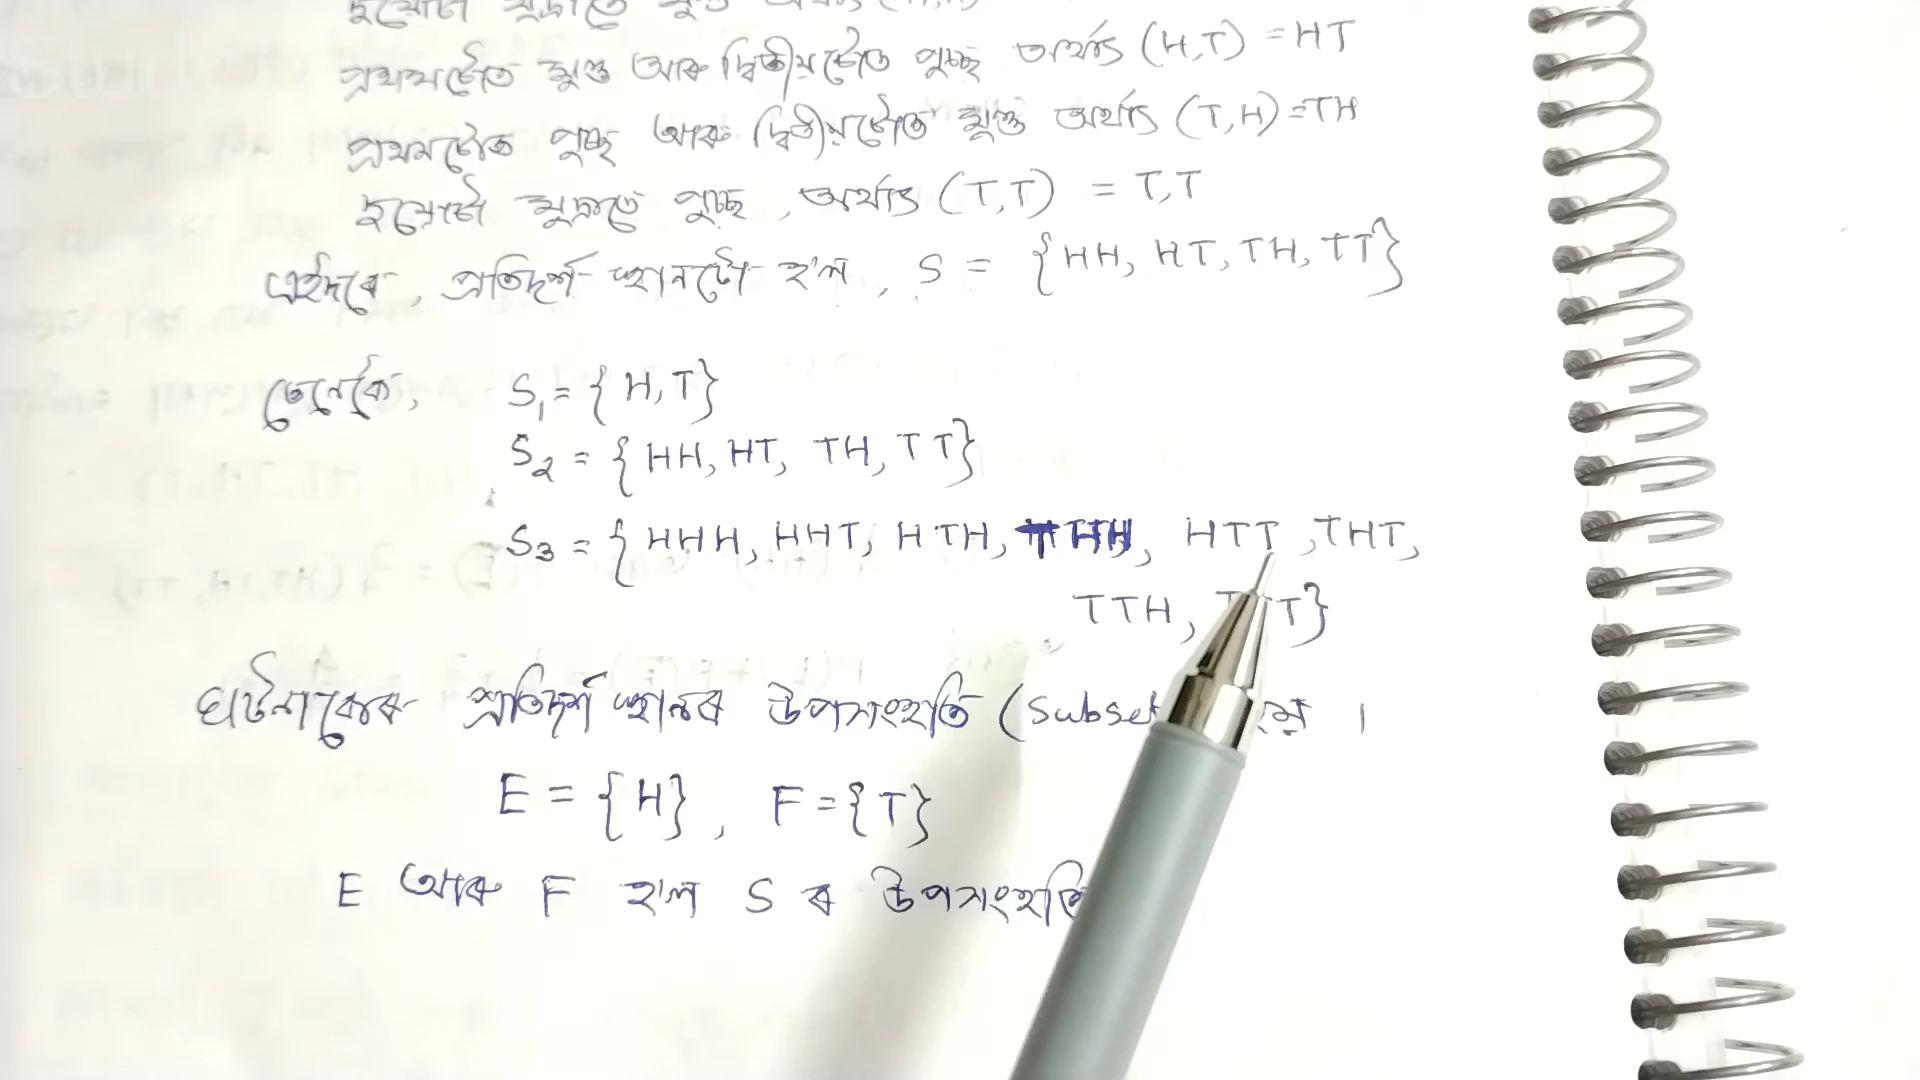 প্ৰথমটোত মুণ্ড আৰু দ্বিতীয়টোত পুচ্ছ অৰ্থাৎ (H,T) = HT
প্ৰথমটোত পুচ্ছ আৰু দ্বিতীয়টোত মুণ্ড অৰ্থাৎ (T,H) = TH
দুয়োটা মুদ্ৰাতে পুচ্ছ, অৰ্থাৎ (T,T) = T,T
এইদৰে, প্ৰতিদৰ্শ স্থানটো হ'ল, S = {HH, HT, TH, TT}
তেনেকৈ, S₁ = {H,T}
S₂ = {HH, HT, TH, TT}
S₃ = {HHH, HHT, HTH, THH, HTT, THT,
TTH, T T}
ঘটনাবোৰ প্ৰতিদৰ্শ স্থানৰ উপসংহতি (Subset হয় ।
E = {H}, F = {T}
E আৰু F হ'ল S ৰ উপসংহতি